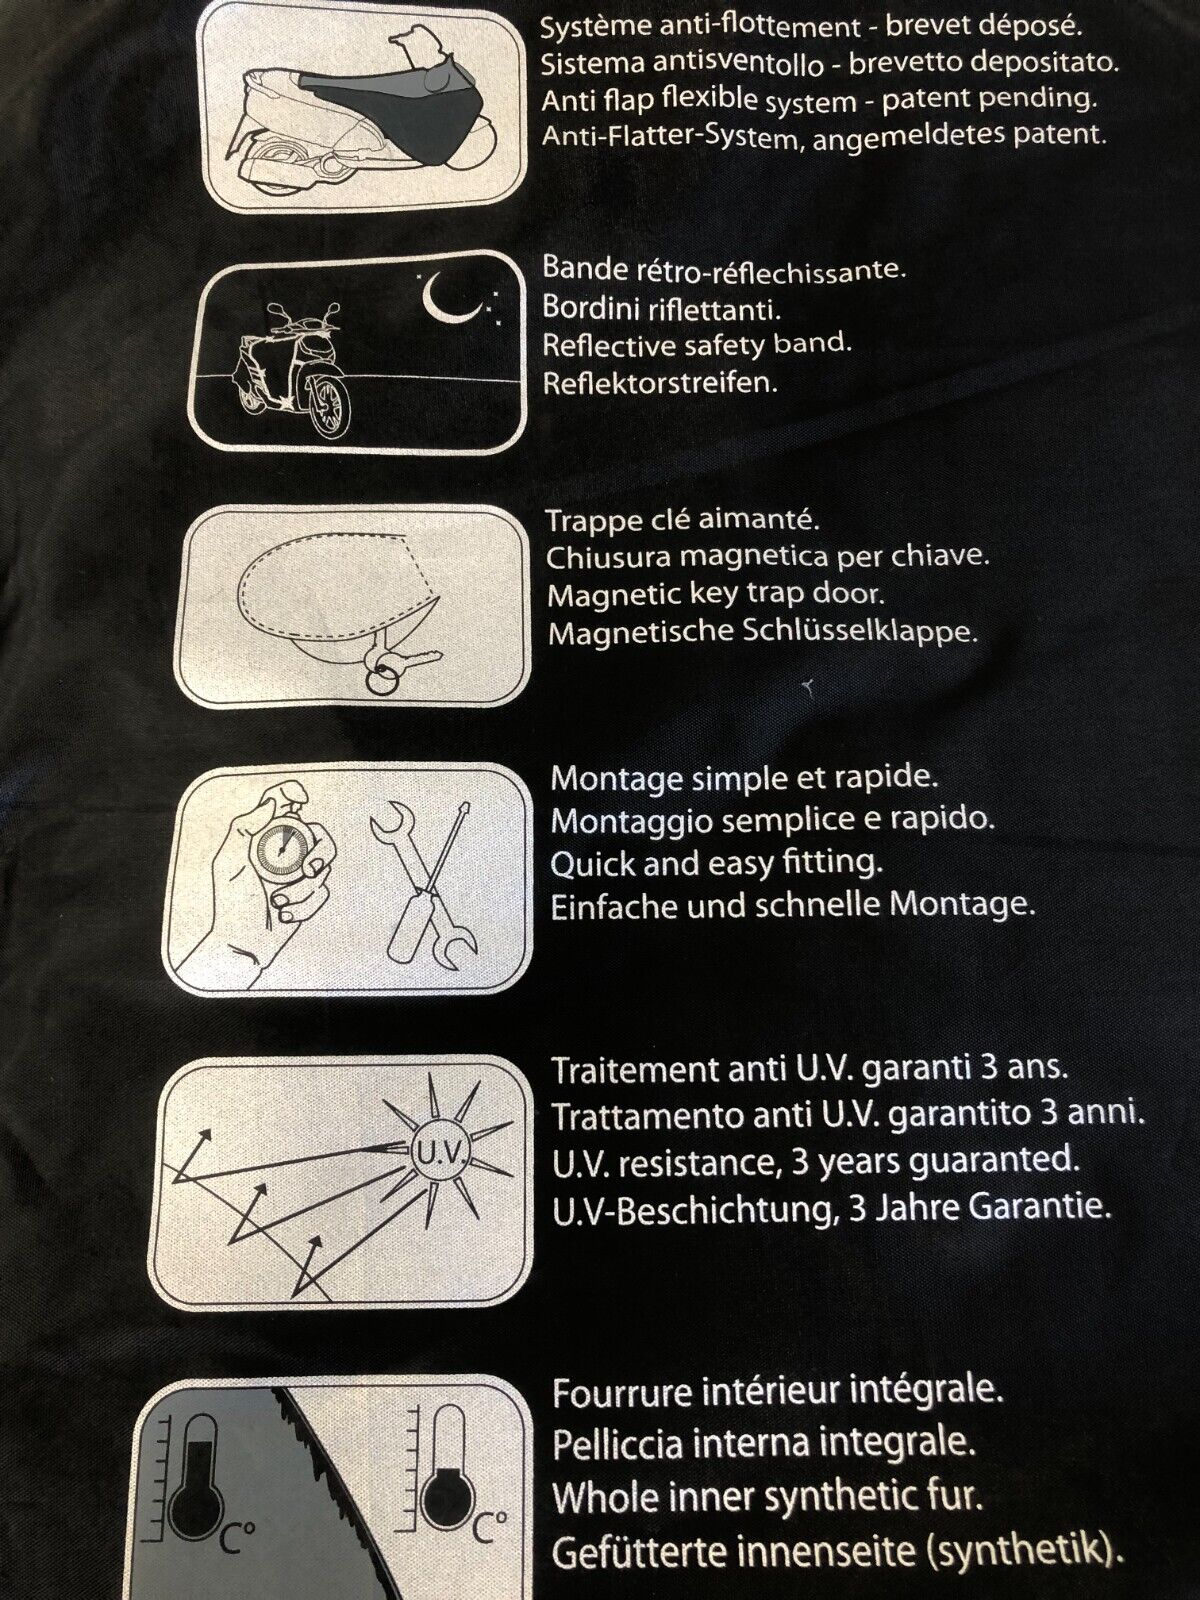 Système anti-flottement - brevet déposé.
Sistema antisventollo - brevetto depositato.
Anti flap flexible system - patent pending.
Anti-Flatter-System, angemeldetes patent.
Bande rétro-réflechissante.
Bordini riflettanti.
Reflective safety band.
Reflektorstreifen.
Trappe clé aimanté.
Chiusura magnetica per chiave.
Magnetic key trap door.
Magnetische Schlüsselklappe.
Montage simple et rapide.
Montaggio semplice e rapido.
Quick and easy fitting.
Einfache und schnelle Montage.
U.V.
Traitement anti U.V. garanti 3 ans.
Trattamento anti U.V. garantito 3 anni.
U.V. resistance, 3 years guaranted.
U.V-Beschichtung, 3 Jahre Garantie.
C° C°
Fourrure intérieur intégrale.
Pelliccia interna integrale.
Whole inner synthetic fur.
Gefütterte innenseite (synthetik).